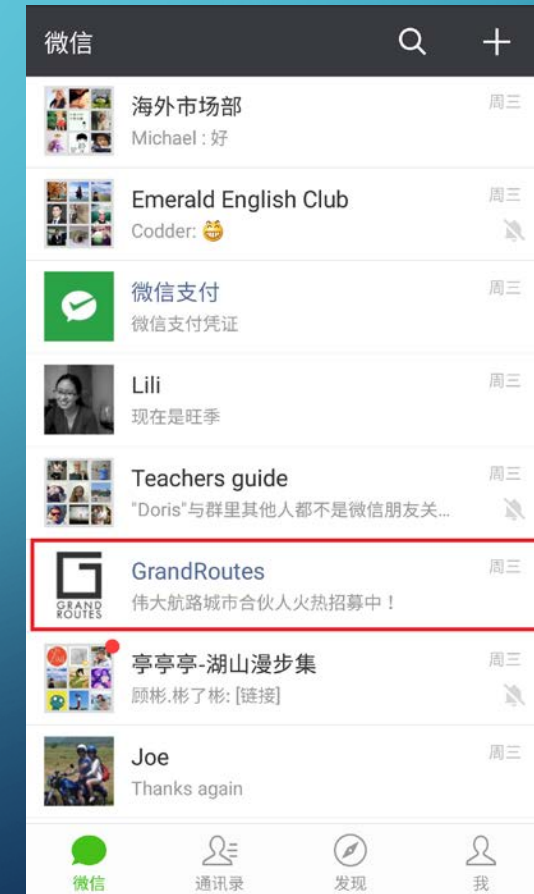 微信
海外市场部
周三
Michael : 好
Emerald English Club
周三
Codder: 😁
微信支付
周三
微信支付凭证
Lili
周三
现在是旺季
Teachers guide
周三
"Doris"与群里其他人都不是微信朋友关...
GrandRoutes
周三
GRAND
ROUTES
伟大航路城市合伙人火热招募中！
亭亭亭-湖山漫步集
周三
顾彬.彬了彬: [链接]
Joe
周三
Thanks again
微信
通讯录
发现
我